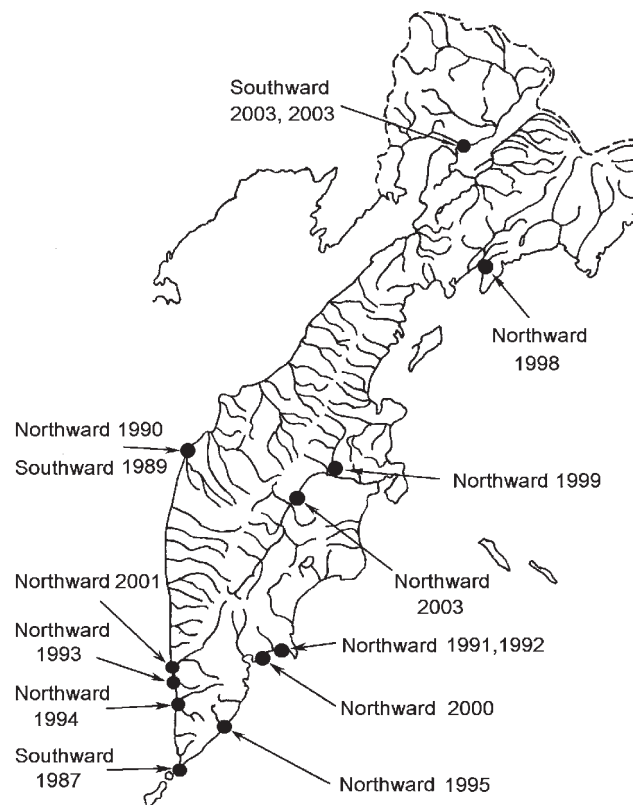 Southward
2003, 2003
Northward
1998
Northward 1990
Southward 1989
Northward 1999
Northward
2003
Northward 2001
Northward
1993
Northward 1991,1992
Northward
1994
Northward 2000
Southward
1987
Northward 1995